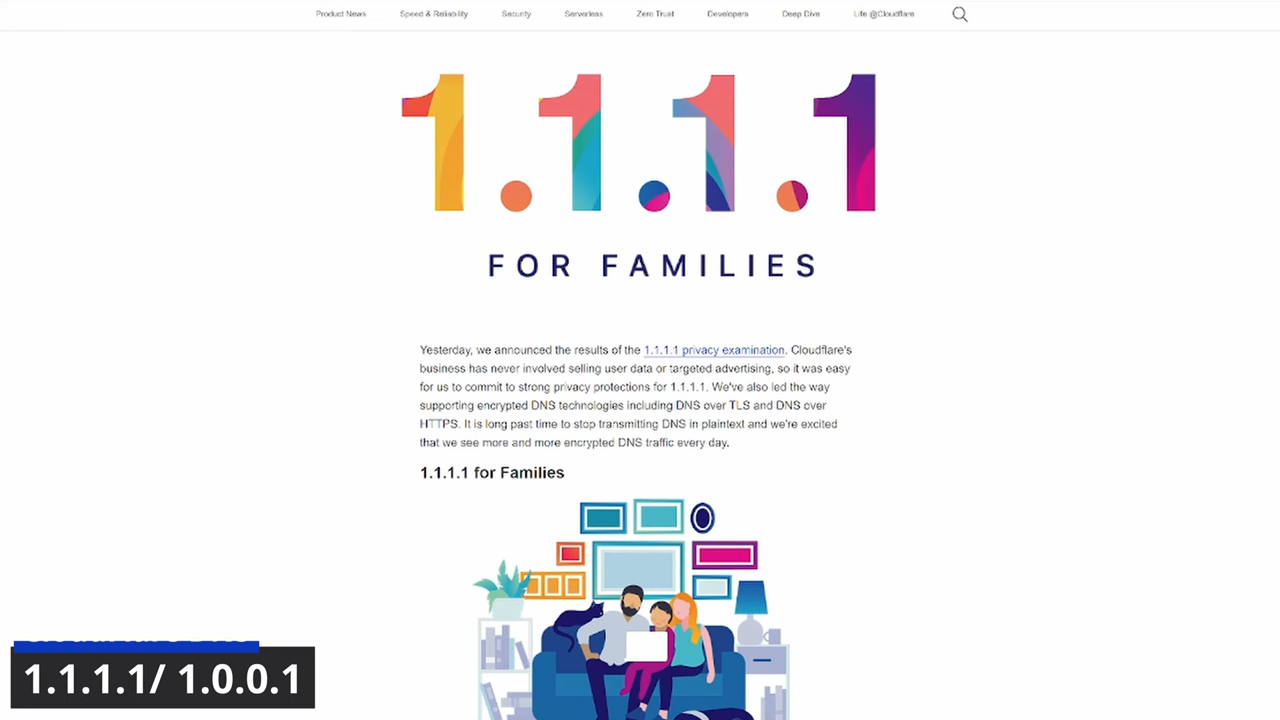 Product News Speed & Reliability Security Serverless Zero Trust Developers Deep Dive Life @Cloudflare
1.1.1.1
FOR FAMILIES
Yesterday, we announced the results of the 1.1.1.1 privacy examination. Cloudflare's
business has never involved selling user data or targeted advertising, so it was easy
for us to commit to strong privacy protections for 1.1.1.1. We've also led the way
supporting encrypted DNS technologies including DNS over TLS and DNS over
HTTPS. It is long past time to stop transmitting DNS in plaintext and we're excited
that we see more and more encrypted DNS traffic every day.
1.1.1.1 for Families
1.1.1.1/ 1.0.0.1